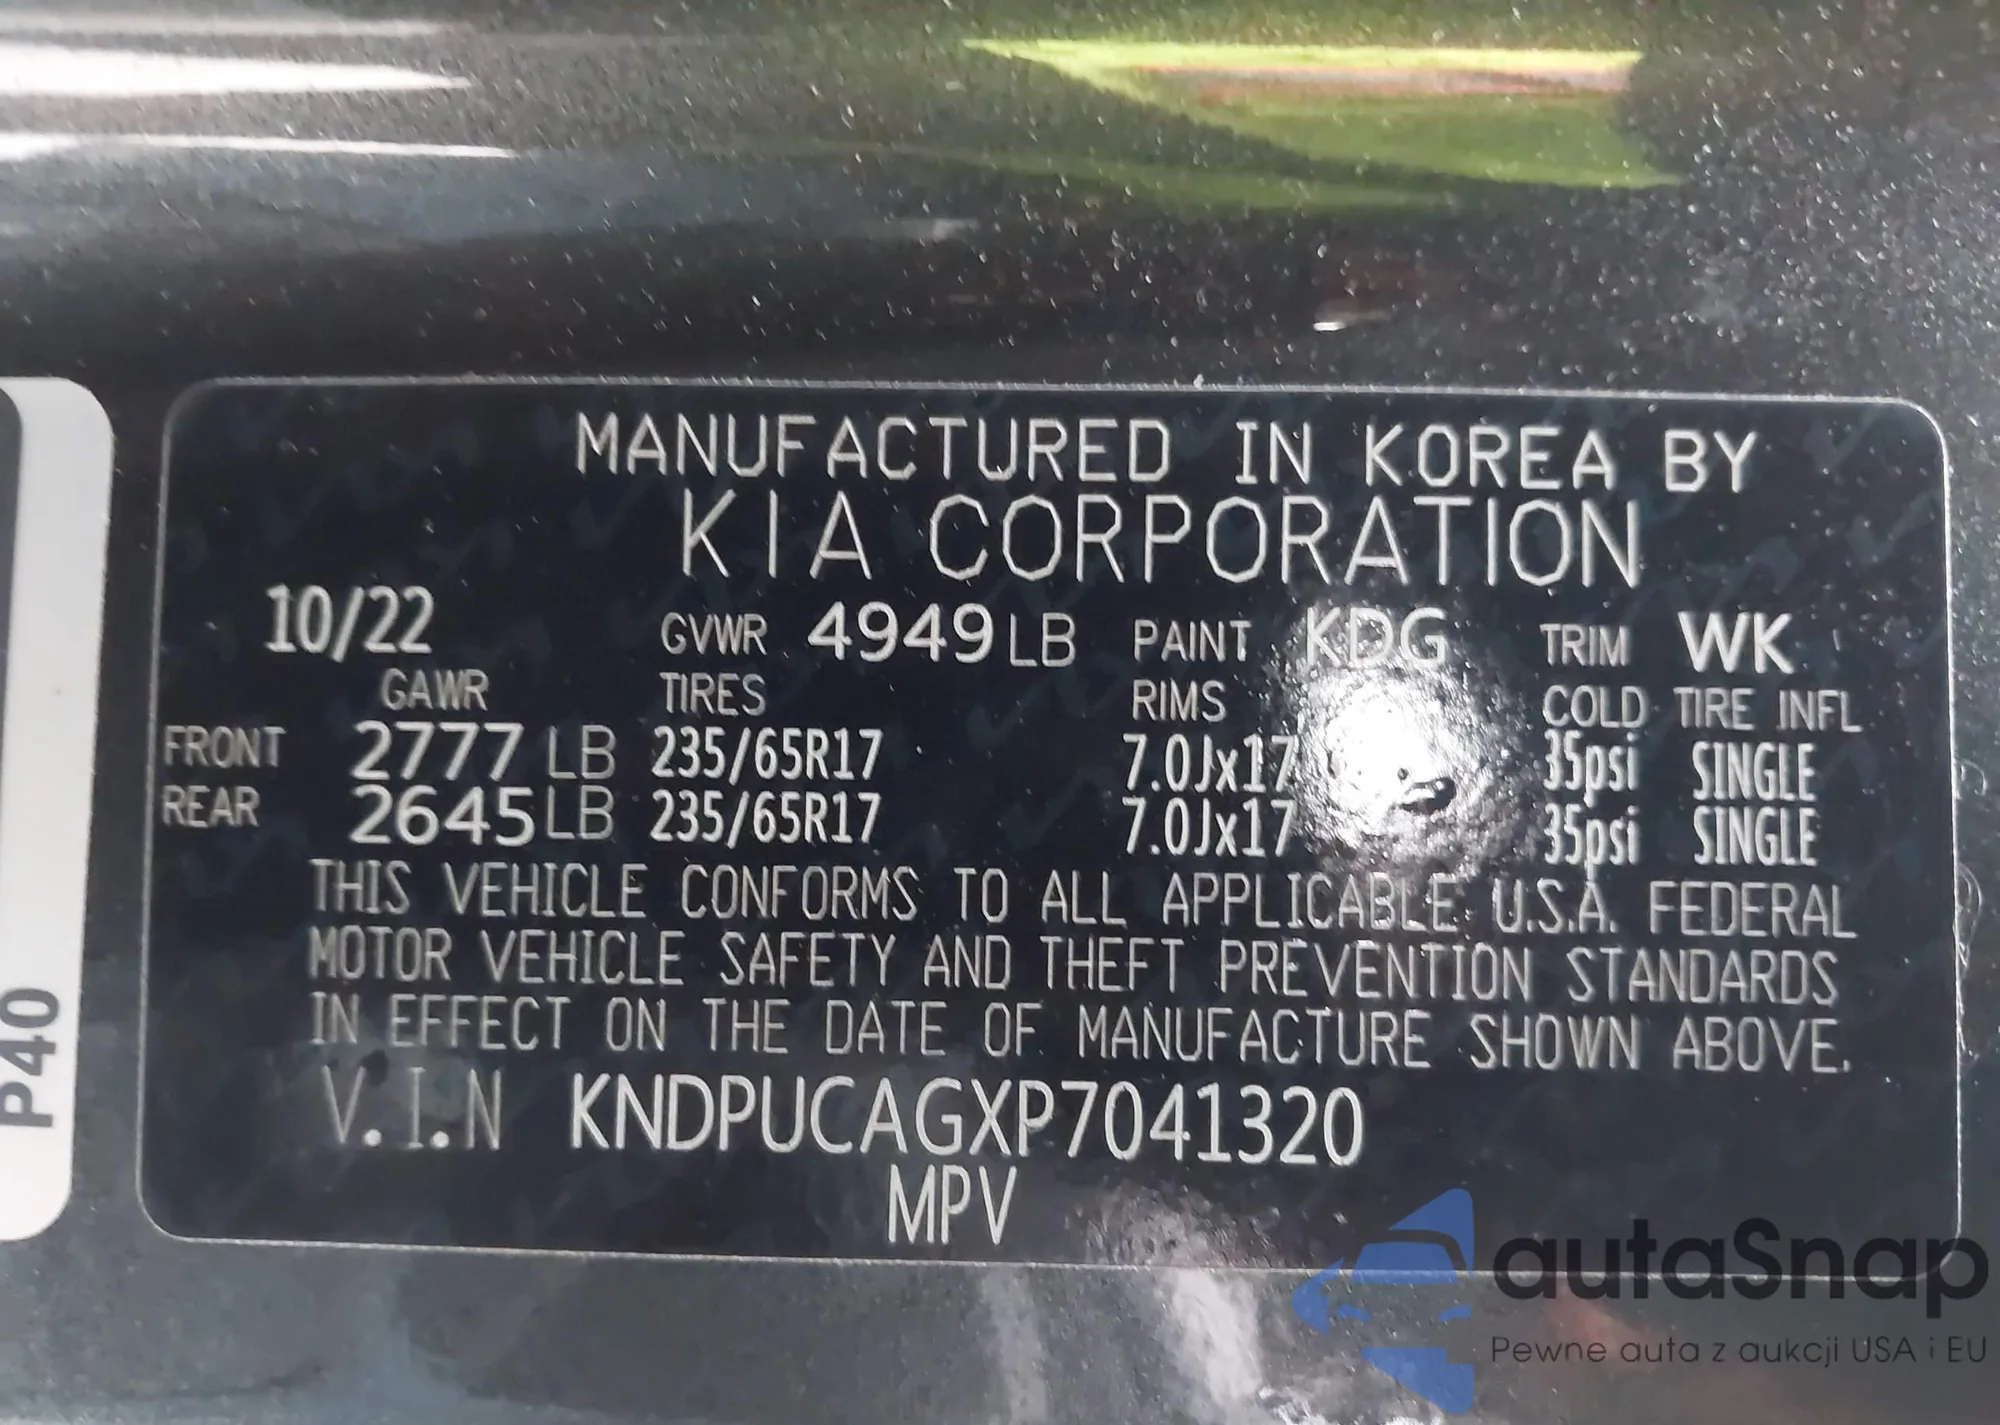 MANUFACTURED IN KOREA BY
KIA CORPORATION
10/22 GVWR 4949 LB PAINT KDG TRIM WK
GAWR TIRES RIMS COLD TIRE INFL
FRONT 2777 LB 235/65R17 7.0Jx17 35psi SINGLE
REAR 2645 LB 235/65R17 7.0Jx17 35psi SINGLE
THIS VEHICLE CONFORMS TO ALL APPLICABLE U.S.A. FEDERAL
MOTOR VEHICLE SAFETY AND THEFT PREVENTION STANDARDS
IN EFFECT ON THE DATE OF MANUFACTURE SHOWN ABOVE.
V.I.N KNDPUCAGXP7041320
MPV
P40
autaSnap
Pewne auta z aukcji USA i EU